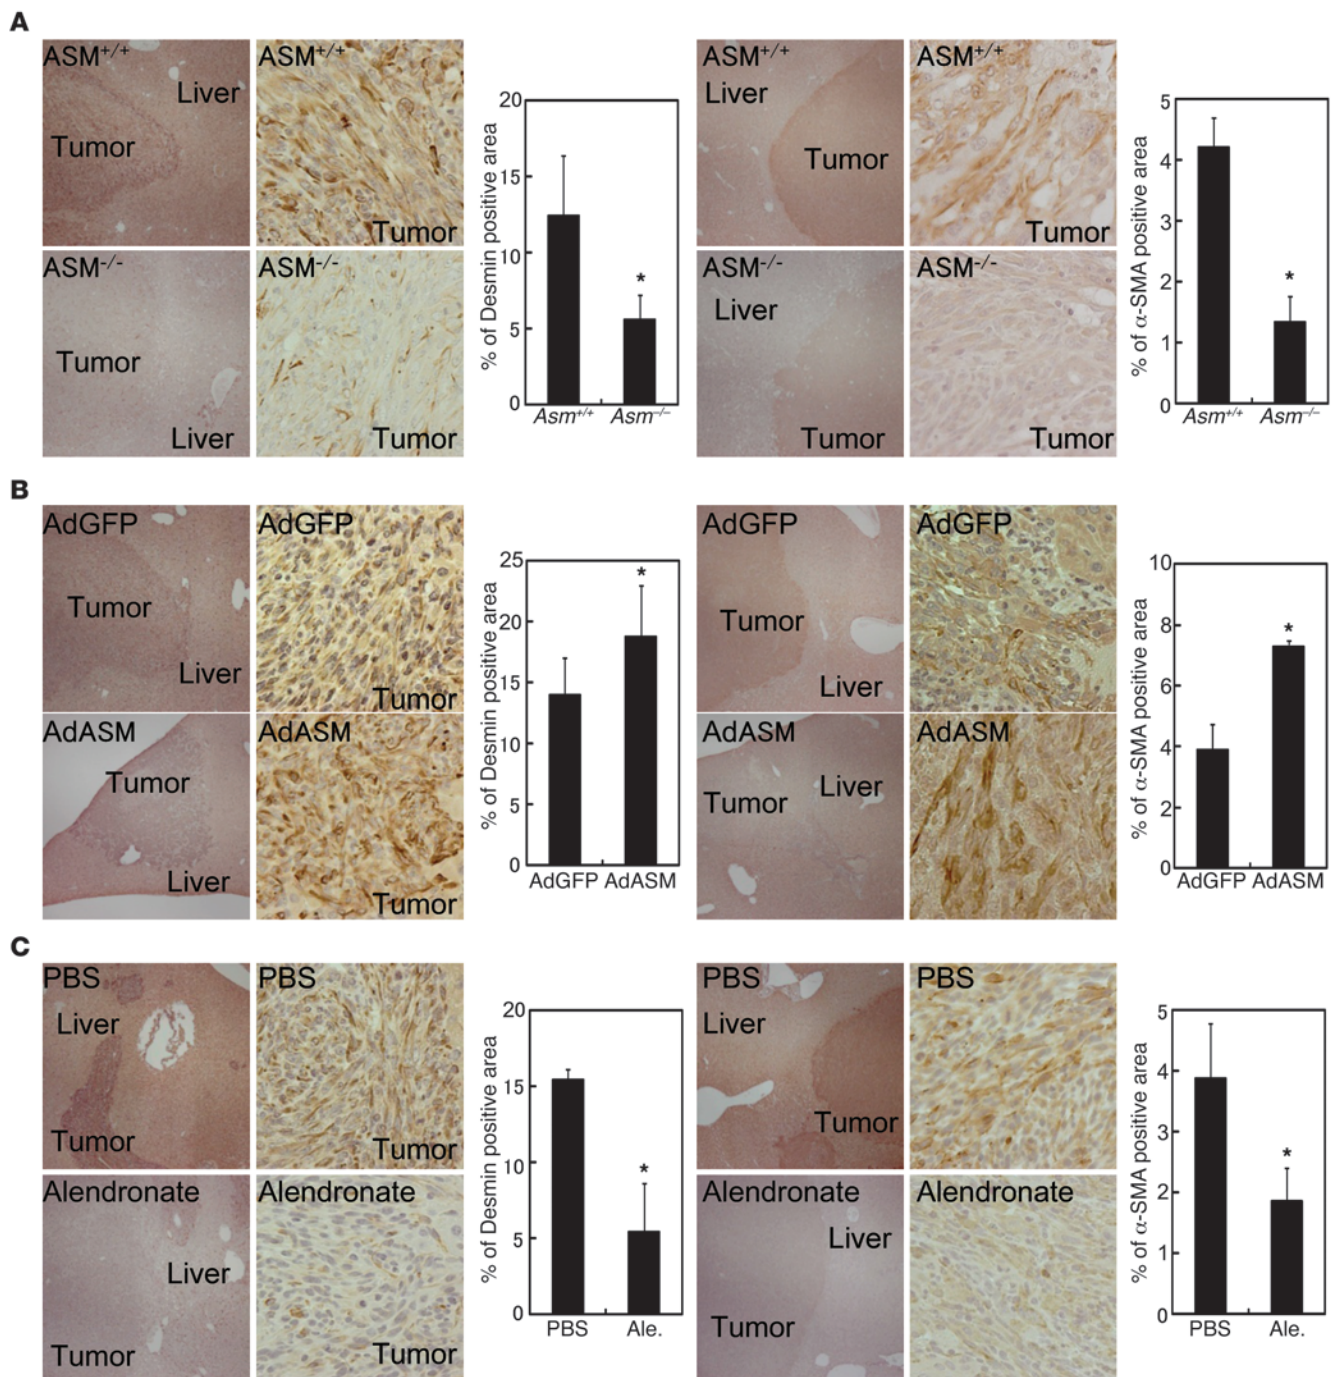 A
ASM+/+
Liver
Tumor
ASM+/+
Tumor
ASM-/-
Tumor
Liver
ASM-/-
Tumor
% of Desmin positive area
20
15
10
5
0
Asm+/+ Asm–/–
*
ASM+/+
Liver
Tumor
ASM+/+
Tumor
ASM-/-
Liver
Tumor
ASM-/-
Tumor
% of α-SMA positive area
5
4
3
2
1
0
Asm+/+ Asm–/–
*
B
AdGFP
Tumor
Liver
AdGFP
Tumor
AdASM
Tumor
Liver
AdASM
Tumor
% of Desmin positive area
25
20
15
10
5
0
AdGFP AdASM
*
AdGFP
Tumor
Liver
AdGFP
AdASM
Liver
Tumor
AdASM
% of α-SMA positive area
10
8
6
4
2
0
AdGFP AdASM
*
C
PBS
Liver
Tumor
PBS
Tumor
Alendronate
Liver
Tumor
Alendronate
Tumor
% of Desmin positive area
20
15
10
5
0
PBS Ale.
*
PBS
Liver
Tumor
PBS
Alendronate
Liver
Tumor
Alendronate
% of α-SMA positive area
5
4
3
2
1
0
PBS Ale.
*